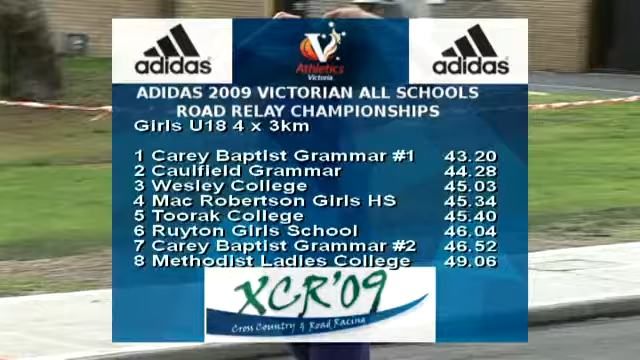 adidas
Athletics
Victoria
adidas
ADIDAS 2009 VICTORIAN ALL SCHOOLS
ROAD RELAY CHAMPIONSHIPS
Girls U18 4 x 3km
1 Carey Baptist Grammar #1 43.20
2 Caulfield Grammar 44.28
3 Wesley College 45.03
4 Mac Robertson Girls HS 45.34
5 Toorak College 45.40
6 Ruyton Girls School 46.04
7 Carey Baptist Grammar #2 46.52
8 Methodist Ladies College 49.06
XCR'09
Cross Country & Road Racing